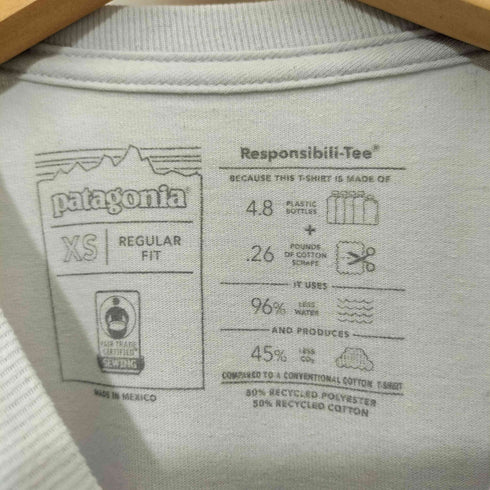 patagonia®
XS
REGULAR
FIT
FAIR TRADE
CERTIFIED
SEWING
MADE IN MEXICO
Responsibili-Tee®
BECAUSE THIS T-SHIRT IS MADE OF
4.8 PLASTIC
BOTTLES
+
.26 POUNDS
OF COTTON
SCRAPS
IT USES
96% LESS
WATER
AND PRODUCES
45% LESS
CO₂
COMPARED TO A CONVENTIONAL COTTON T-SHIRT
50% RECYCLED POLYESTER
50% RECYCLED COTTON